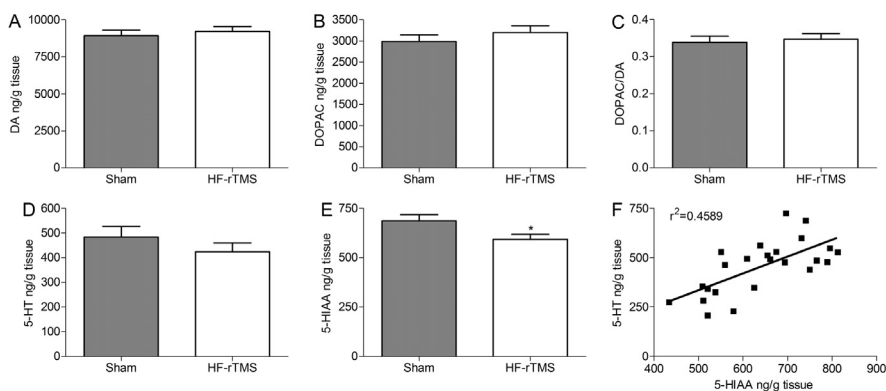 A
DA ng/g tissue
10000
7500
5000
2500
0
Sham
HF-rTMS
B
DOPAC ng/g tissue
3500
3000
2500
2000
1500
1000
500
0
Sham
HF-rTMS
C
DOPAC/DA
0.4
0.3
0.2
0.1
0.0
Sham
HF-rTMS
D
5-HT ng/g tissue
600
500
400
300
200
100
0
Sham
HF-rTMS
E
5-HIAA ng/g tissue
750
500
250
0
*
Sham
HF-rTMS
F
r²=0.4589
5-HT ng/g tissue
750
500
250
0
400
500
600
700
800
900
5-HIAA ng/g tissue